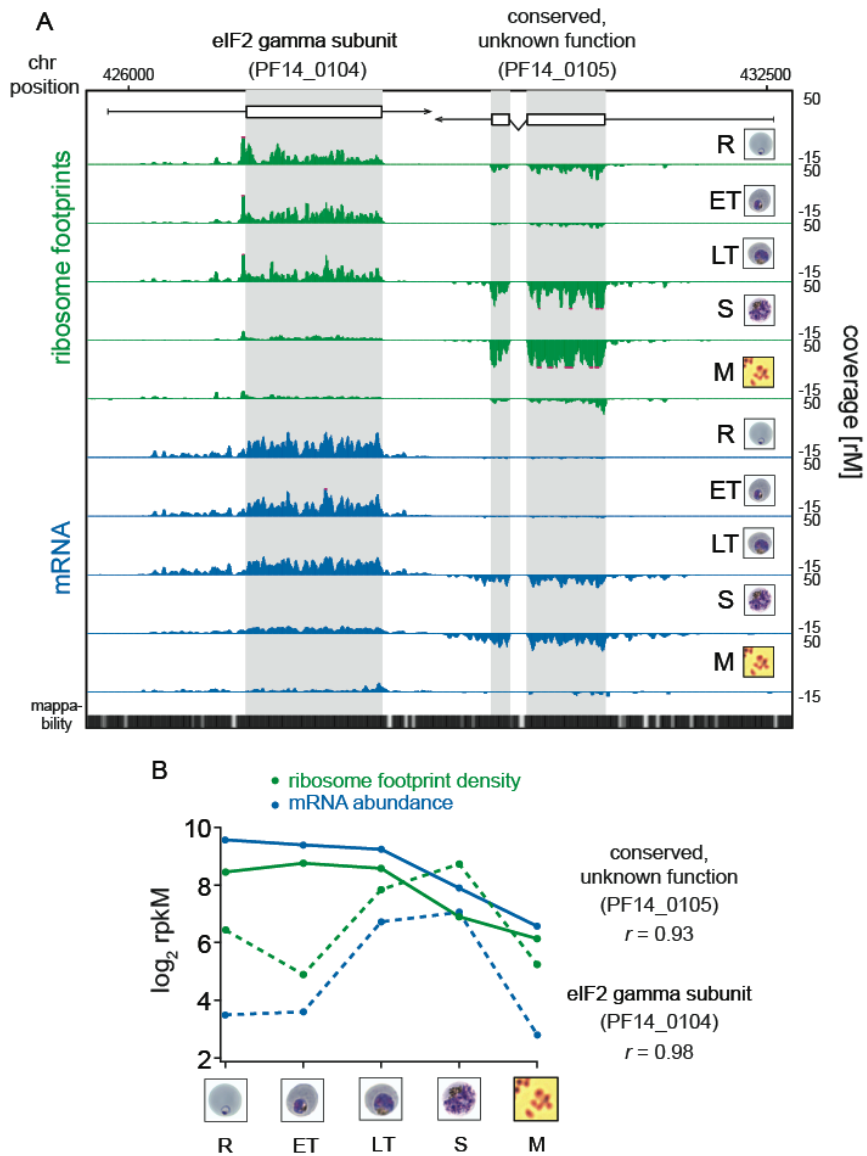 A
eIF2 gamma subunit
(PF14_0104)
conserved,
unknown function
(PF14_0105)
chr
position
426000
432500
ribosome footprints
mRNA
coverage [rM]
50
R
-15
50
ET
-15
50
LT
-15
50
S
-15
50
M
-15
50
R
-15
50
ET
-15
50
LT
-15
50
S
-15
50
M
-15
mappa-
bility
B
ribosome footprint density
mRNA abundance
log2 rpkM
10
8
6
4
2
conserved,
unknown function
(PF14_0105)
r = 0.93
eIF2 gamma subunit
(PF14_0104)
r = 0.98
R ET LT S M